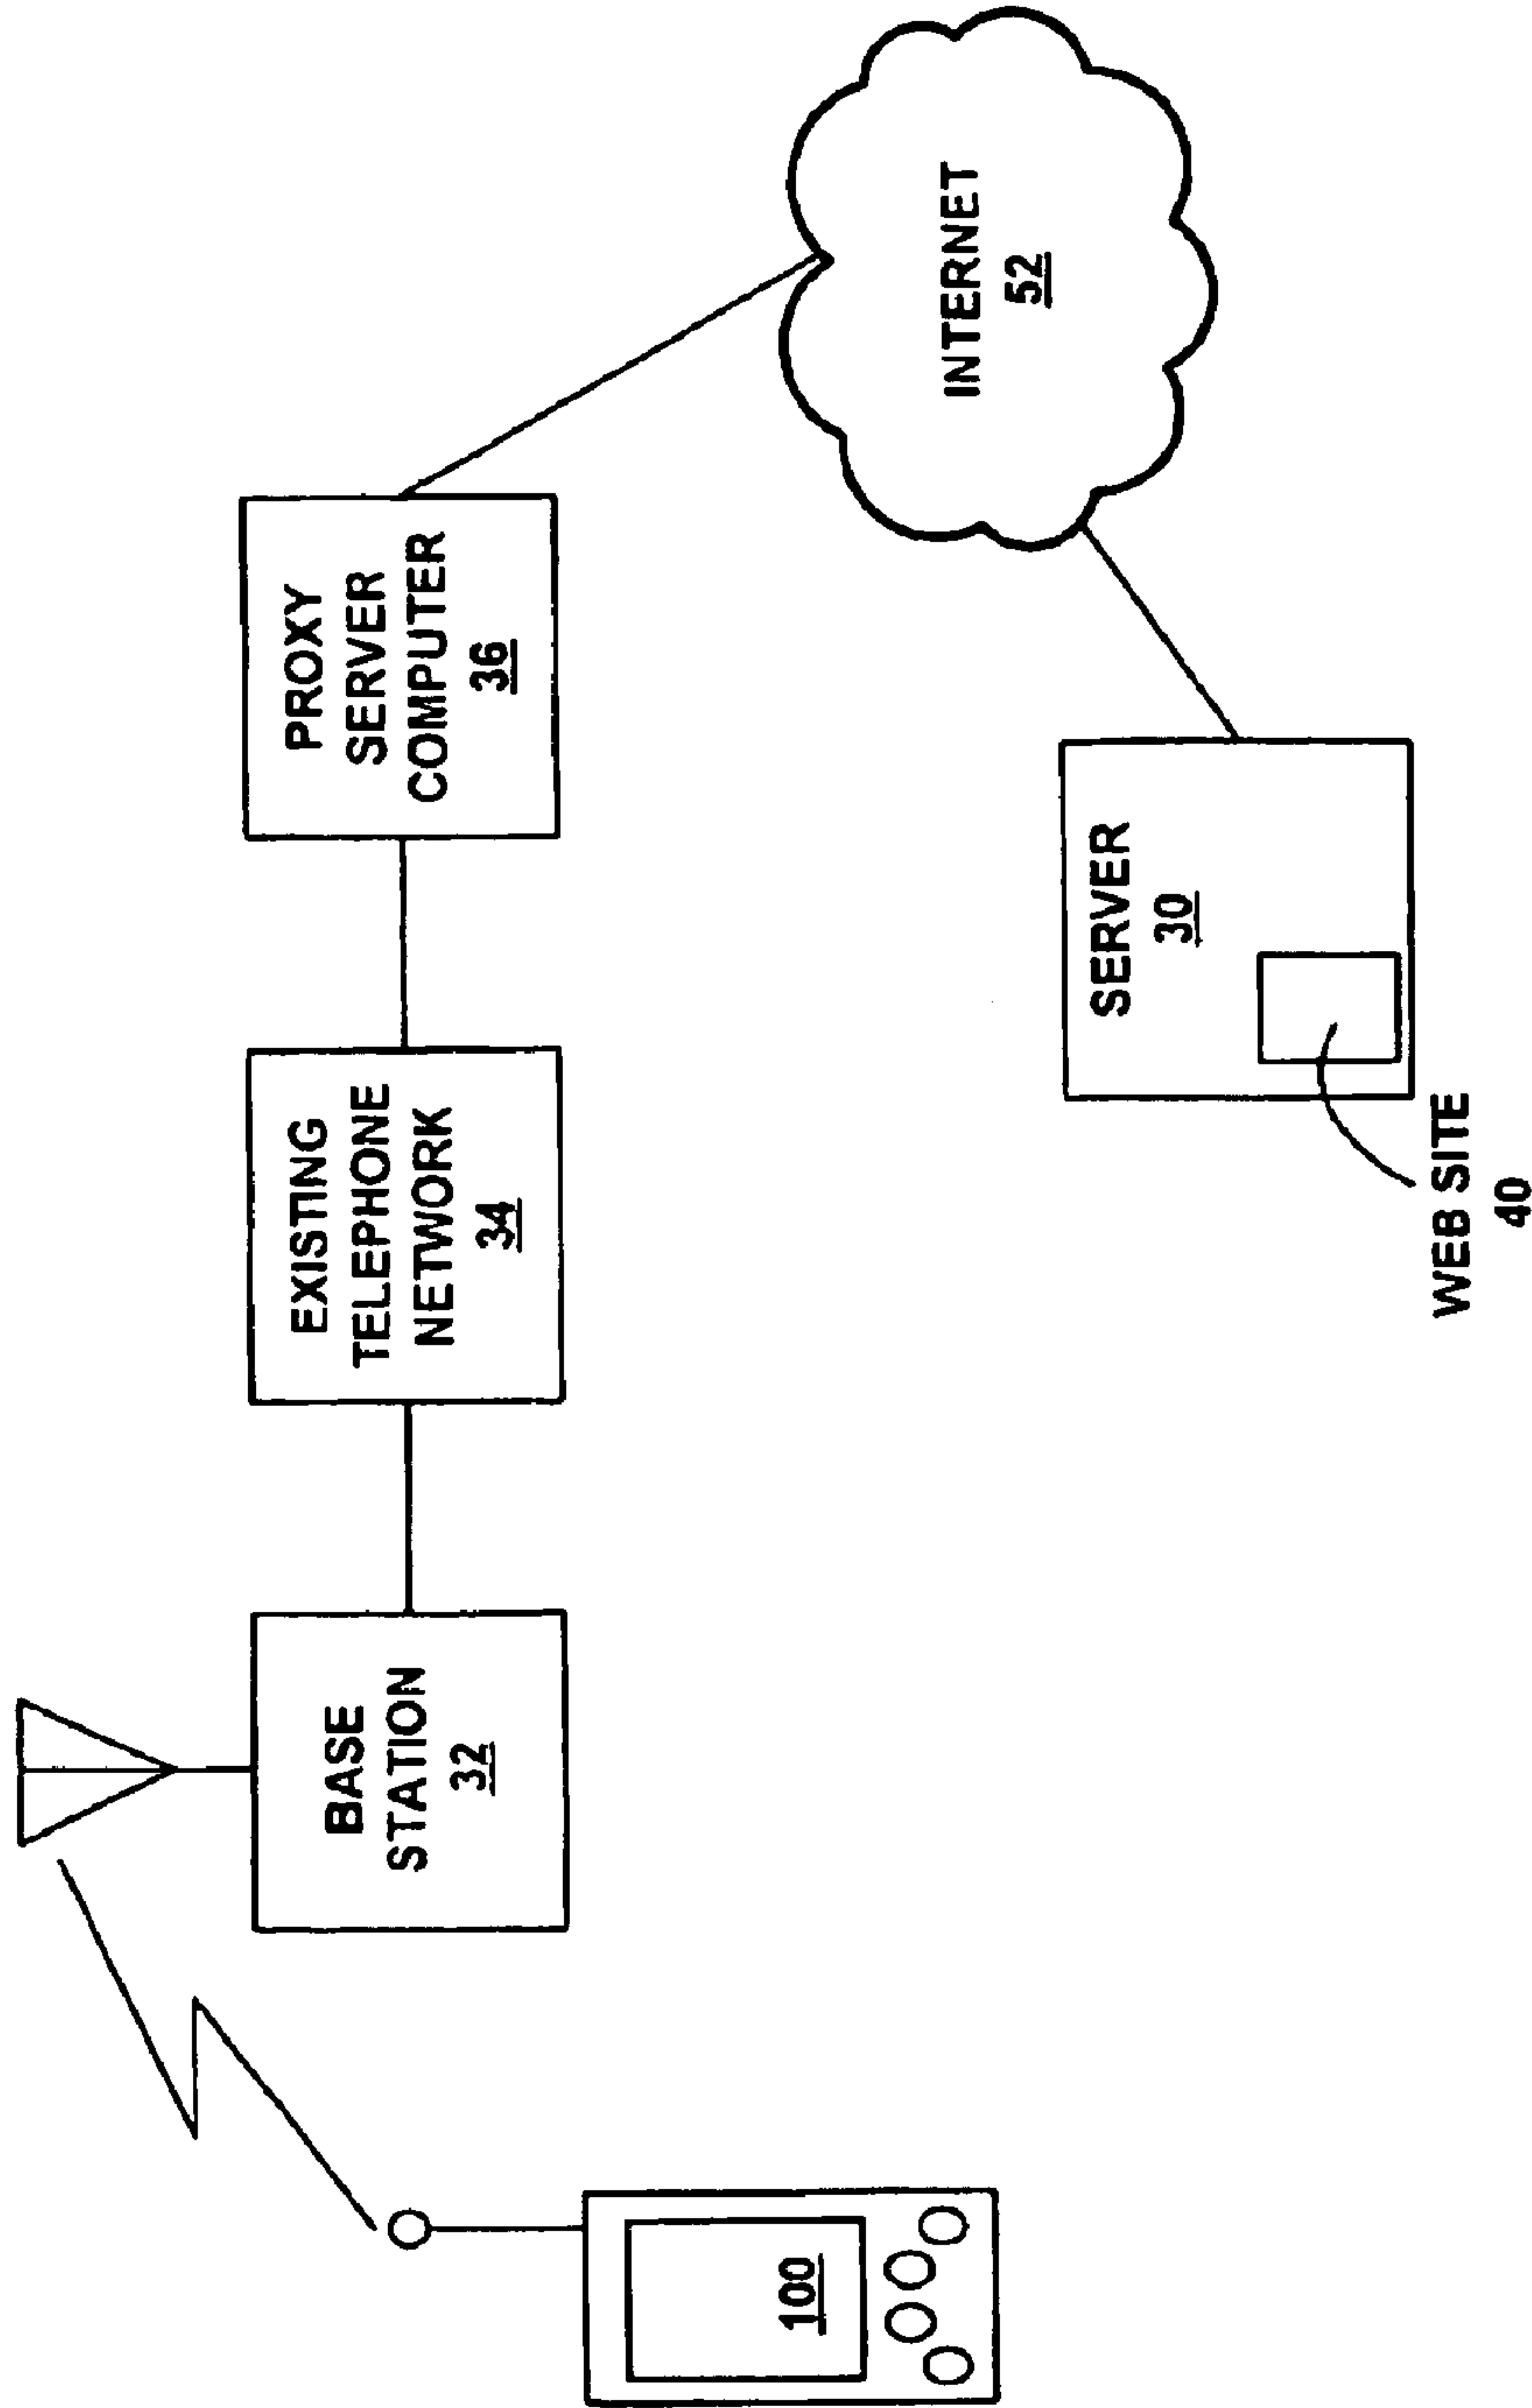 BASE
STATION
32
EXISTING
TELEPHONE
NETWORK
34
PROXY
SERVER
COMPUTER
36
INTERNET
52
SERVER
30
WEB SITE
40
100